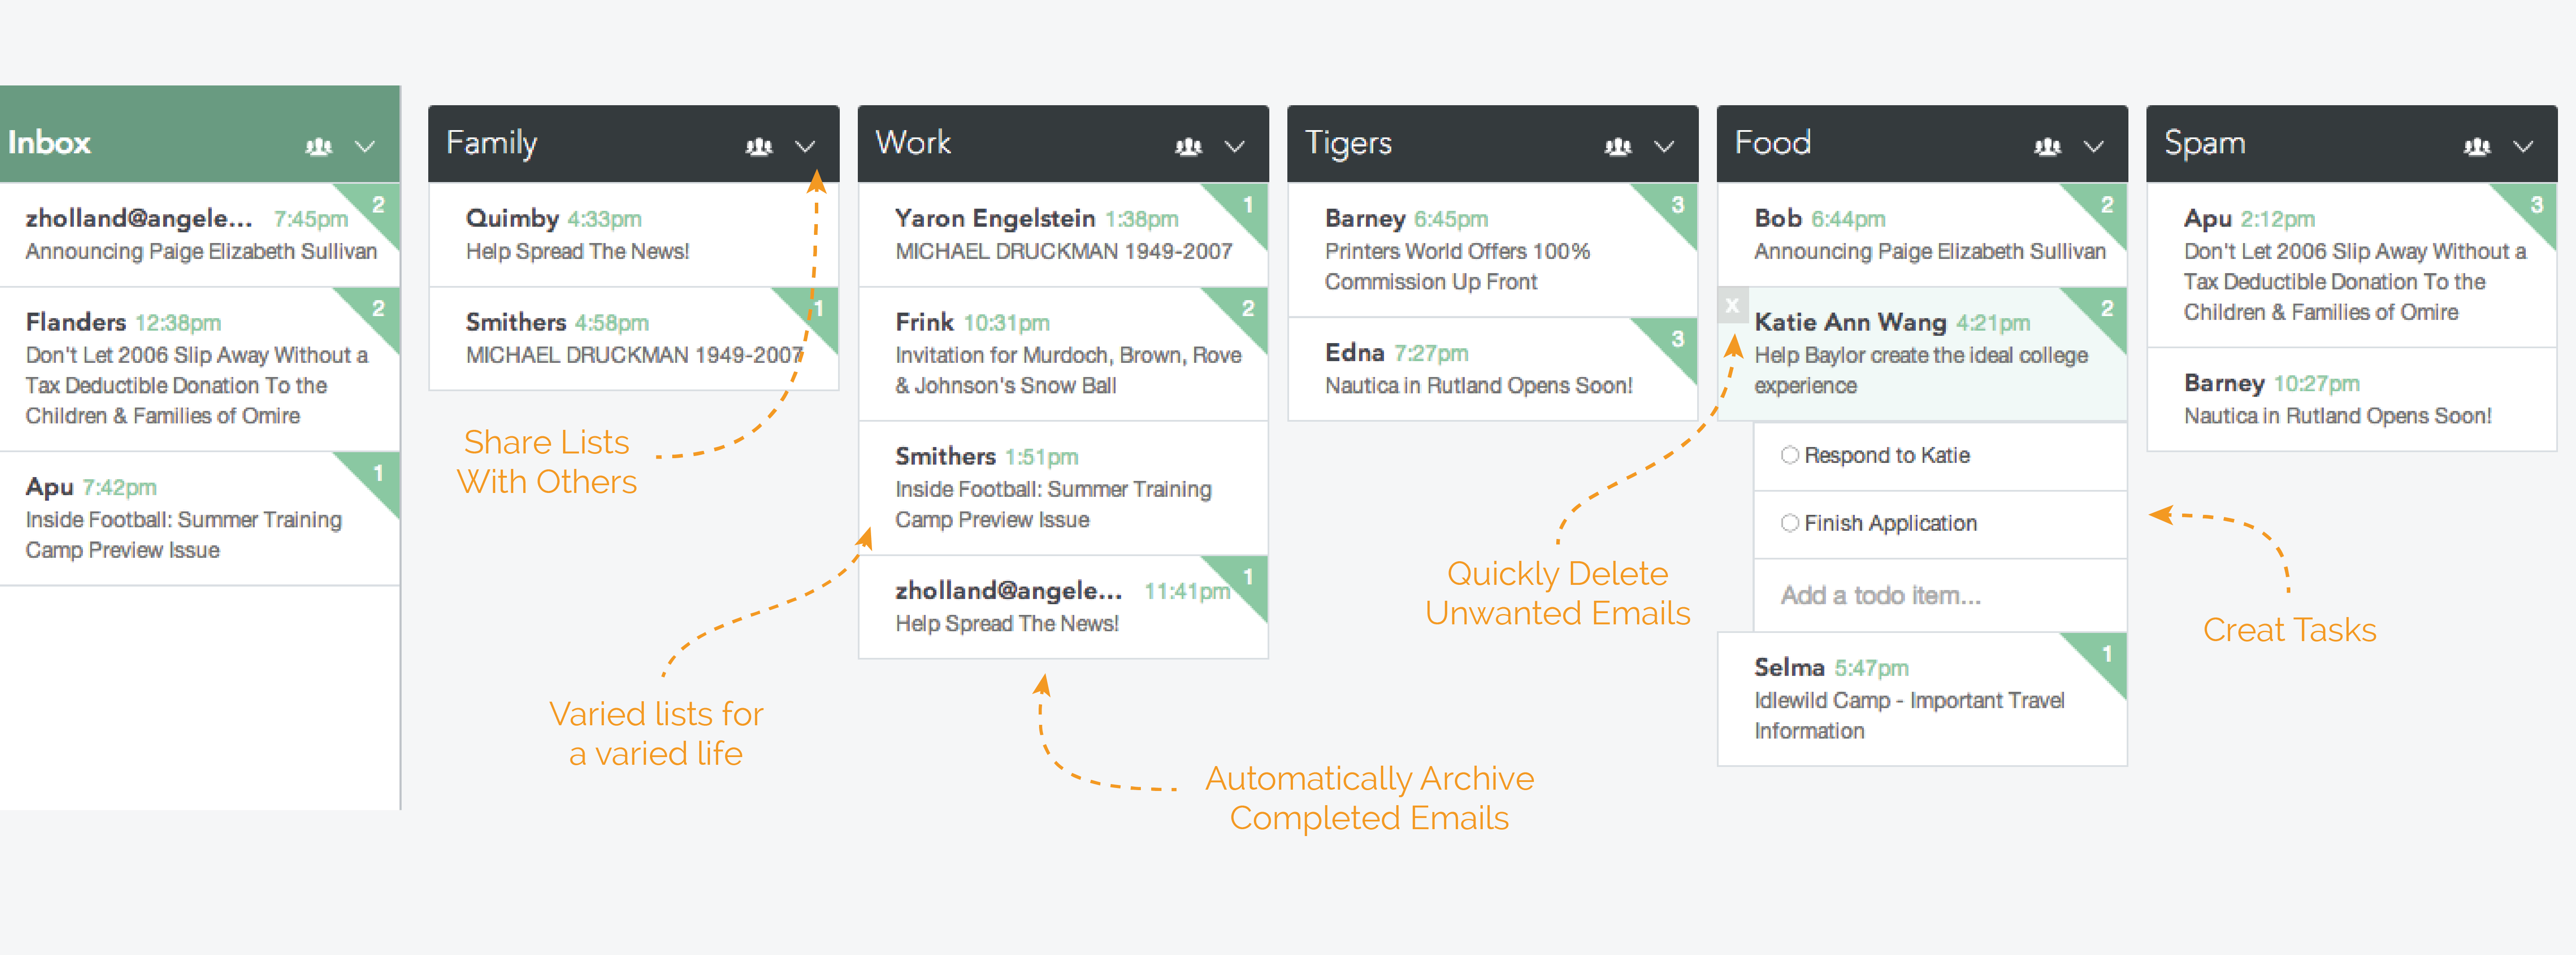 Inbox
zholland@angele... 7:45pm 2
Announcing Paige Elizabeth Sullivan
Flanders 12:38pm 2
Don't Let 2006 Slip Away Without a
Tax Deductible Donation To the
Children & Families of Omire
Apu 7:42pm 1
Inside Football: Summer Training
Camp Preview Issue
Family
Quimby 4:33pm
Help Spread The News!
Smithers 4:58pm 1
MICHAEL DRUCKMAN 1949-2007
Share Lists
With Others
Varied lists for
a varied life
Work
Yaron Engelstein 1:38pm 1
MICHAEL DRUCKMAN 1949-2007
Frink 10:31pm 2
Invitation for Murdoch, Brown, Rove
& Johnson's Snow Ball
Smithers 1:51pm
Inside Football: Summer Training
Camp Preview Issue
zholland@angele... 11:41pm 1
Help Spread The News!
Automatically Archive
Completed Emails
Tigers
Barney 6:45pm 3
Printers World Offers 100%
Commission Up Front
Edna 7:27pm 3
Nautica in Rutland Opens Soon!
Quickly Delete
Unwanted Emails
Food
Bob 6:44pm 2
Announcing Paige Elizabeth Sullivan
X
Katie Ann Wang 4:21pm 2
Help Baylor create the ideal college
experience
Respond to Katie
Finish Application
Add a todo item...
Selma 5:47pm 1
Idlewild Camp - Important Travel
Information
Spam
Apu 2:12pm 3
Don't Let 2006 Slip Away Without a
Tax Deductible Donation To the
Children & Families of Omire
Barney 10:27pm
Nautica in Rutland Opens Soon!
Creat Tasks